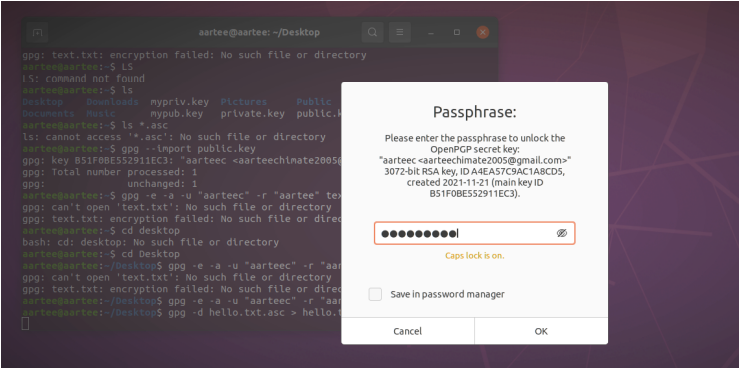 aartee@aartee: ~/Desktop
gpg: text.txt: encryption failed: No such file or directory
aartee@aartee:~$ LS
LS: command not found
aartee@aartee:~$ ls
Desktop Downloads mypriv.key Pictures Public
Documents Music mypub.key private.key public.k
aartee@aartee:~$ ls *.asc
ls: cannot access '*.asc': No such file or directory
aartee@aartee:~$ gpg --import public.key
gpg: key B51F0BE552911EC3: "aarteec <aarteechimate2005@
gpg: Total number processed: 1
gpg: unchanged: 1
aartee@aartee:~$ gpg -e -a -u "aarteec" -r "aartee" tex
gpg: can't open 'text.txt': No such file or directory
gpg: text.txt: encryption failed: No such file or direc
aartee@aartee:~$ cd desktop
bash: cd: desktop: No such file or directory
aartee@aartee:~$ cd Desktop
aartee@aartee:~/Desktop$ gpg -e -a -u "aarteec" -r "aar
gpg: can't open 'text.txt': No such file or directory
gpg: text.txt: encryption failed: No such file or direc
aartee@aartee:~/Desktop$ gpg -e -a -u "aarteec" -r "aar
aartee@aartee:~/Desktop$ gpg -d hello.txt.asc > hello.t
Passphrase:
Please enter the passphrase to unlock the
OpenPGP secret key:
"aarteec <aarteechimate2005@gmail.com>"
3072-bit RSA key, ID A4EA57C9AC1A8CD5,
created 2021-11-21 (main key ID
B51F0BE552911EC3).
●●●●●●●●●
Caps lock is on.
Save in password manager
Cancel OK